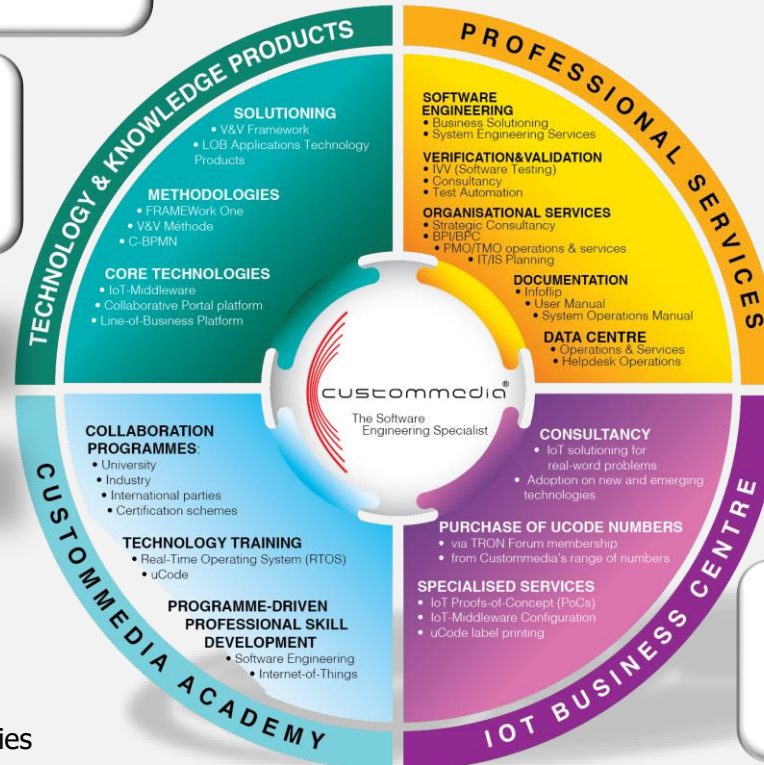 TECHNOLOGY & KNOWLEDGE PRODUCTS
SOLUTIONING
• V&V Framework
• LOB Applications Technology
Products
METHODOLOGIES
• FRAMEWork One
• V&V Méthode
• C-BPMN
CORE TECHNOLOGIES
• IoT-Middleware
• Collaborative Portal platform
• Line-of-Business Platform
PROFESSIONAL SERVICES
SOFTWARE
ENGINEERING
• Business Solutioning
• System Engineering Services
VERIFICATION&VALIDATION
• IVV (Software Testing)
• Consultancy
• Test Automation
ORGANISATIONAL SERVICES
• Strategic Consultancy
• BPI/BPC
• PMO/TMO operations & services
• IT/IS Planning
DOCUMENTATION
• Infoflip
• User Manual
• System Operations Manual
DATA CENTRE
• Operations & Services
• Helpdesk Operations
custommedia®
The Software
Engineering Specialist
COLLABORATION
PROGRAMMES:
• University
• Industry
• International parties
• Certification schemes
TECHNOLOGY TRAINING
• Real-Time Operating System (RTOS)
• uCode
PROGRAMME-DRIVEN
PROFESSIONAL SKILL
DEVELOPMENT
• Software Engineering
• Internet-of-Things
CUSTOMMEDIA ACADEMY
CONSULTANCY
• IoT solutioning for
real-word problems
• Adoption on new and emerging
technologies
PURCHASE OF UCODE NUMBERS
• via TRON Forum membership
• from Custommedia's range of numbers
SPECIALISED SERVICES
• IoT Proofs-of-Concept (PoCs)
• IoT-Middleware Configuration
• uCode label printing
IOT BUSINESS CENTRE
ies